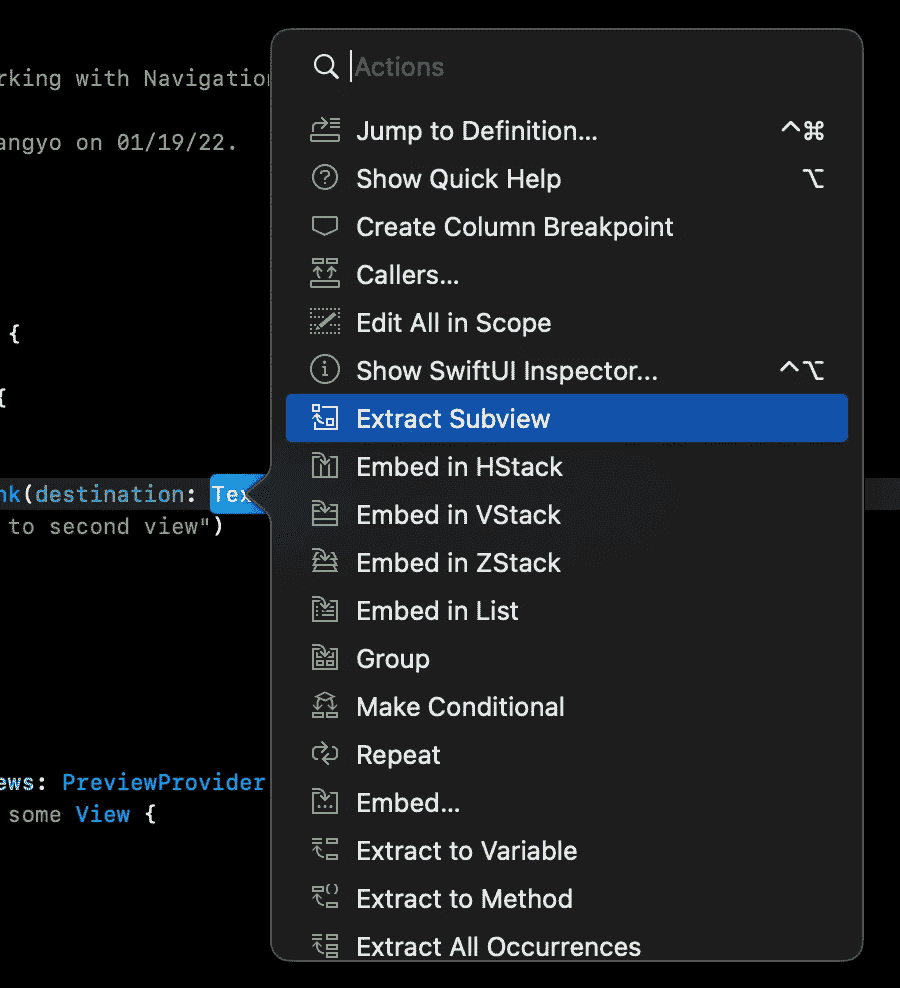 Actions
rking with Navigation
Jump to Definition... ^⌘
angyo on 01/19/22.
Show Quick Help ⌥
Create Column Breakpoint
Callers...
{
Edit All in Scope
Show SwiftUI Inspector... ^⌥
{
Extract Subview
Embed in HStack
nk(destination: Tex
Embed in VStack
to second view")
Embed in ZStack
Embed in List
Group
Make Conditional
Repeat
ews: PreviewProvider
Embed...
some View {
Extract to Variable
Extract to Method
Extract All Occurrences